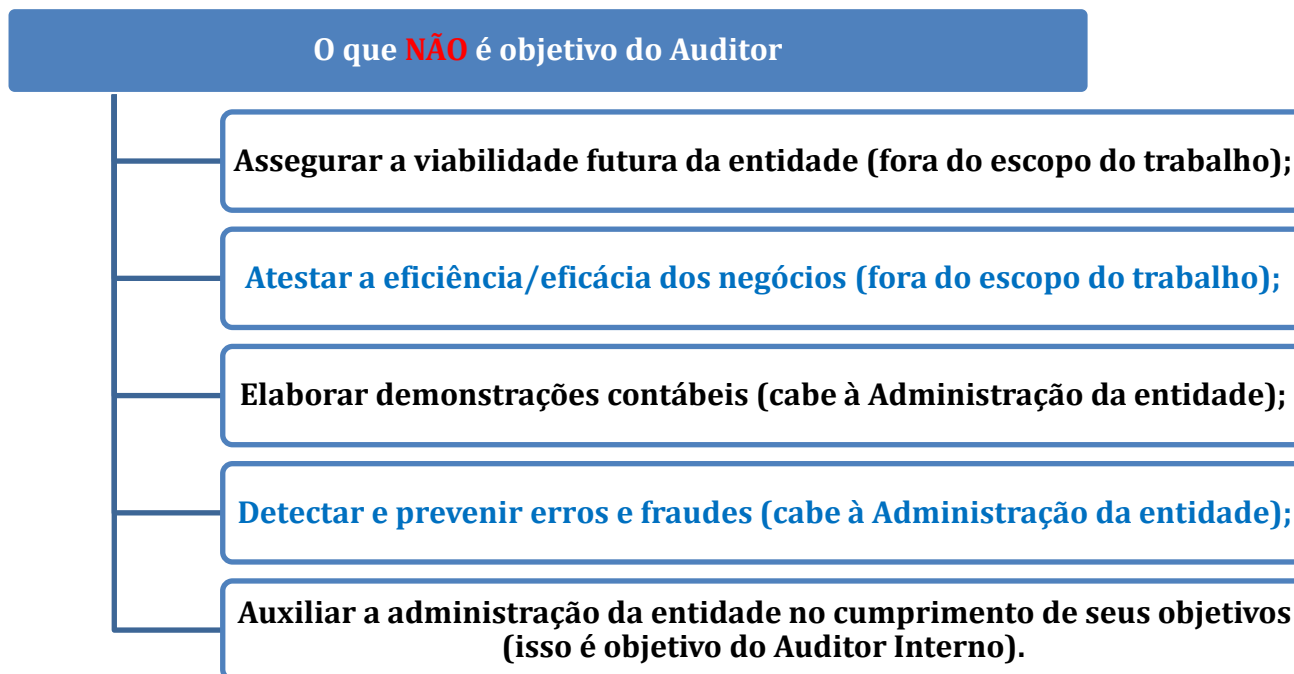 O que NÃO é objetivo do Auditor
Assegurar a viabilidade futura da entidade (fora do escopo do trabalho);
Atestar a eficiência/eficácia dos negócios (fora do escopo do trabalho);
Elaborar demonstrações contábeis (cabe à Administração da entidade);
Detectar e prevenir erros e fraudes (cabe à Administração da entidade);
Auxiliar a administração da entidade no cumprimento de seus objetivos
(isso é objetivo do Auditor Interno).